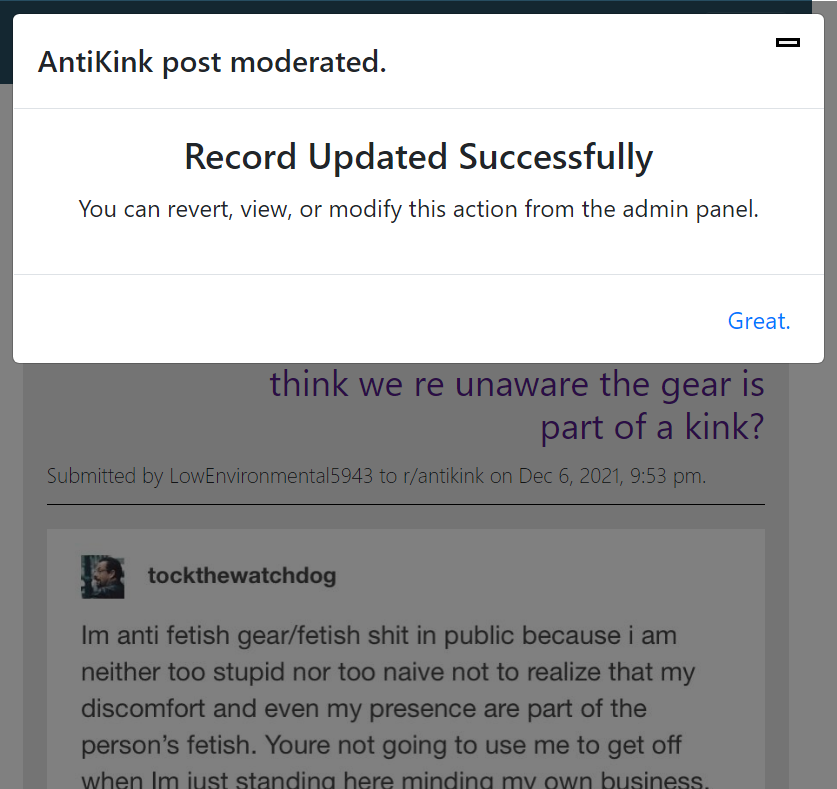 AntiKink post moderated.
Record Updated Successfully
You can revert, view, or modify this action from the admin panel.
Great.
think we re unaware the gear is
part of a kink?
Submitted by LowEnvironmental5943 to r/antikink on Dec 6, 2021, 9:53 pm.
tockthewatchdog
Im anti fetish gear/fetish shit in public because i am
neither too stupid nor too naive not to realize that my
discomfort and even my presence are part of the
person's fetish. Youre not going to use me to get off
when Im just standing here minding my own business.